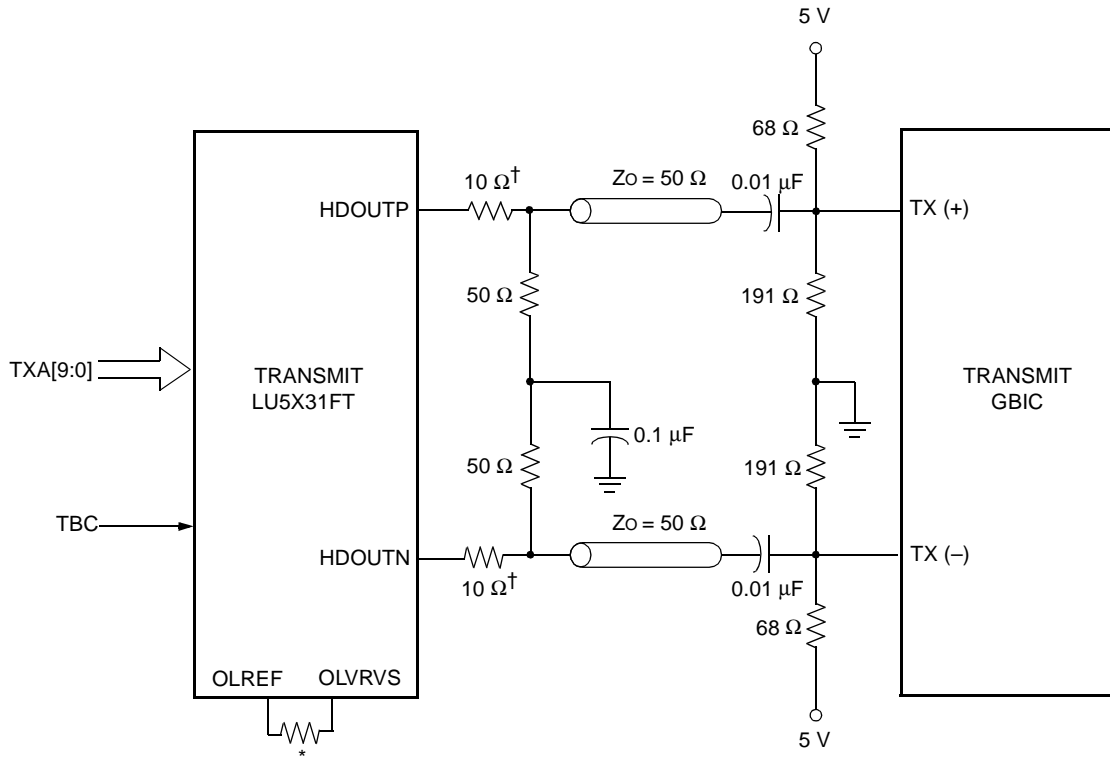 5 V
68 Ω
10 Ω†
ZO = 50 Ω
0.01 μF
HDOUTP
TX (+)
50 Ω
191 Ω
TXA[9:0]
TRANSMIT
LU5X31FT
TRANSMIT
GBIC
0.1 μF
50 Ω
191 Ω
TBC
ZO = 50 Ω
HDOUTN
TX (–)
10 Ω†
0.01 μF
68 Ω
OLREF
OLVRVS
*
5 V